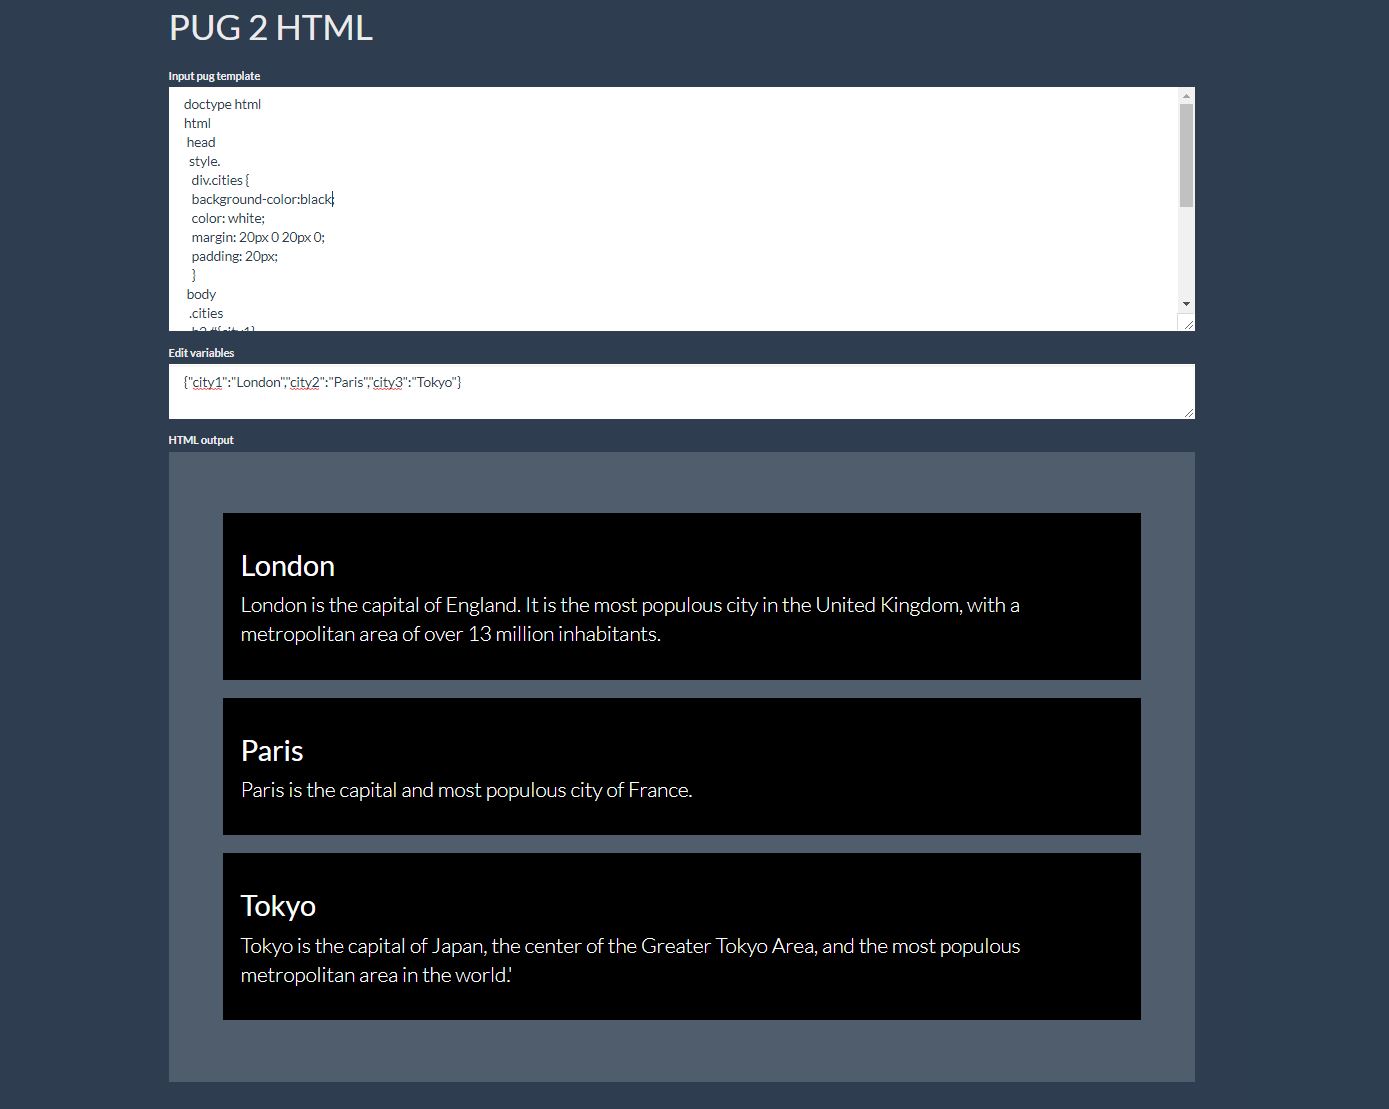 PUG 2 HTML
Input pug template
doctype html
html
head
style.
div.cities {
background-color:black;
color: white;
margin: 20px 0 20px 0;
padding: 20px;
}
body
.cities
h2 #{city1}
Edit variables
{"city1":"London","city2":"Paris","city3":"Tokyo"}
HTML output
London
London is the capital of England. It is the most populous city in the United Kingdom, with a
metropolitan area of over 13 million inhabitants.
Paris
Paris is the capital and most populous city of France.
Tokyo
Tokyo is the capital of Japan, the center of the Greater Tokyo Area, and the most populous
metropolitan area in the world.'